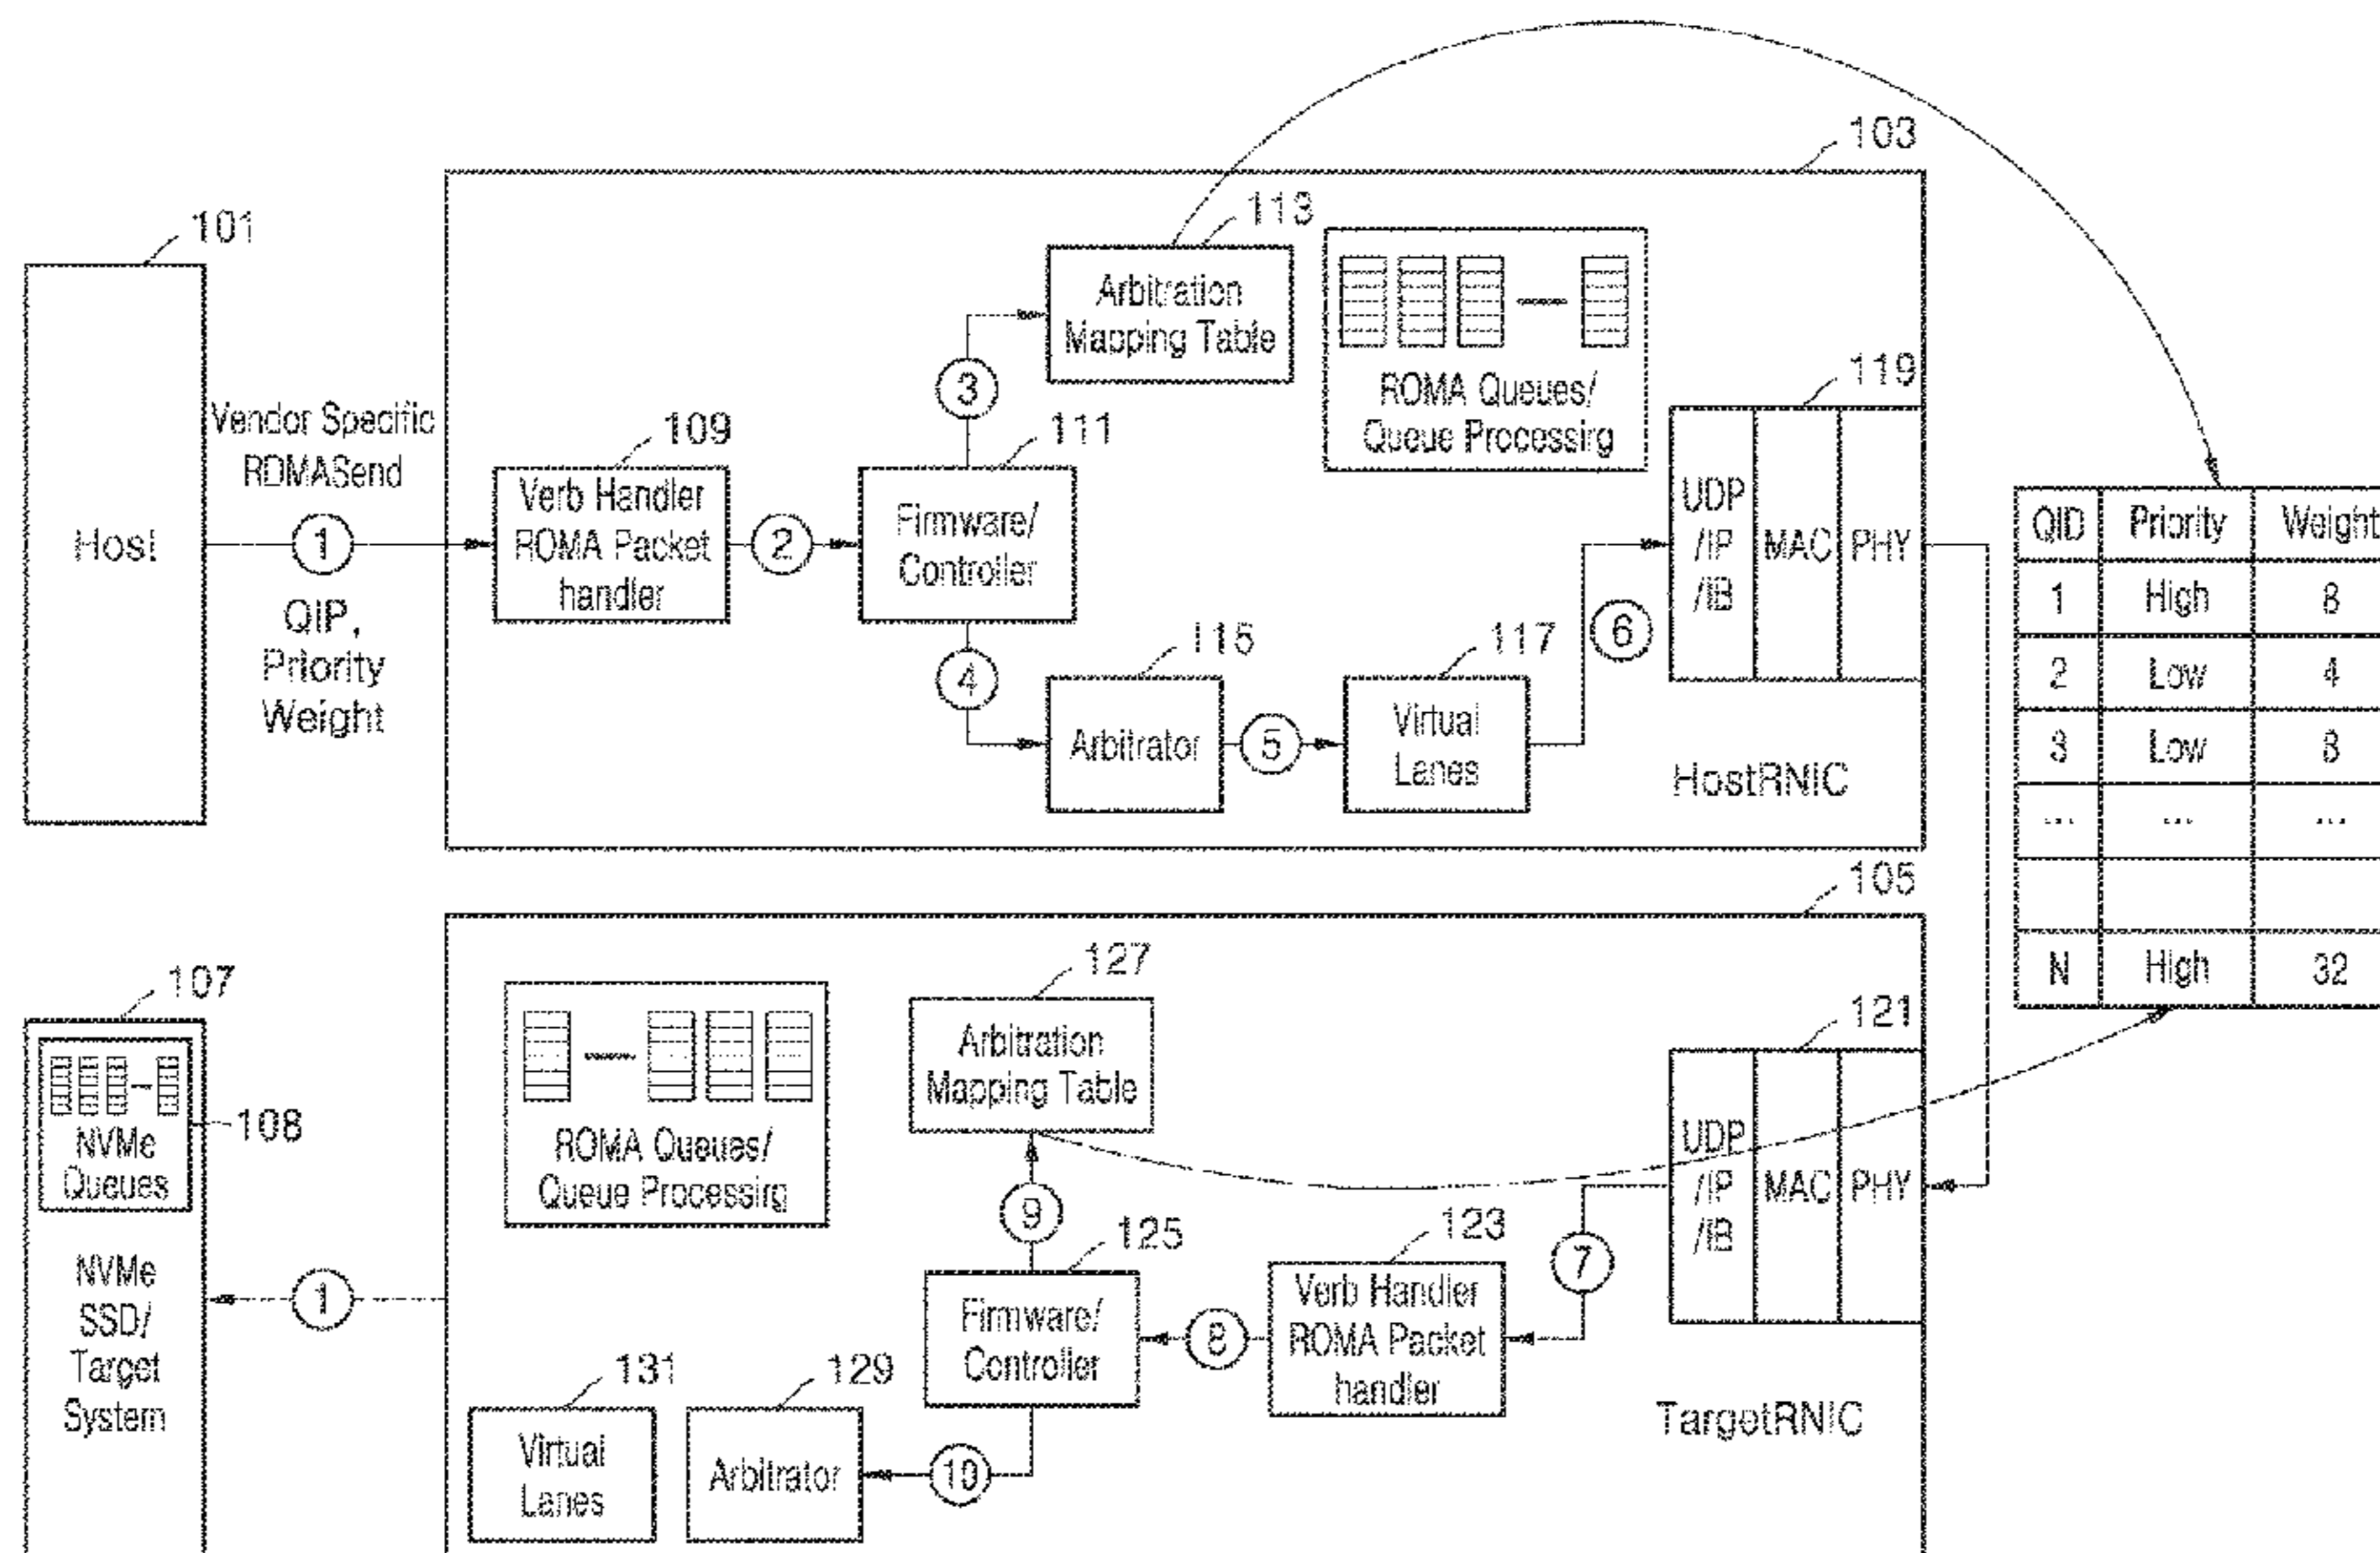 103
101
113
Arbitration
Mapping Table
ROMA Queues/
Queue Processing
119
Vendor Specific
RDMASend
109
111
Host
1
Verb Handler
ROMA Packet
handler
2
Firmware/
Controller
3
UDP
/IP
/IB
MAC
PHY
QIP,
Priority
Weight
4
115
117
6
Arbitrator
5
Virtual
Lanes
HostRNIC
QID Priority Weight
1 High 8
2 Low 4
3 Low 8
... ... ...
N High 32
105
107
127
121
NVMe
Queues
108
ROMA Queues/
Queue Processing
Arbitration
Mapping Table
UDP
/IP
/IB
MAC
PHY
9
125
123
7
NVMe
SSD/
Target
System
1
Firmware/
Controller
8
Verb Handler
ROMA Packet
handler
131
129
TargetRNIC
Virtual
Lanes
Arbitrator
10